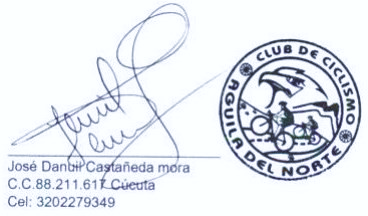 CLUB DE CICLISMO
AGUILA DEL NORTE
José Danuil Castañeda mora
C.C.88.211.617 Cúcuta
Cel: 3202279349